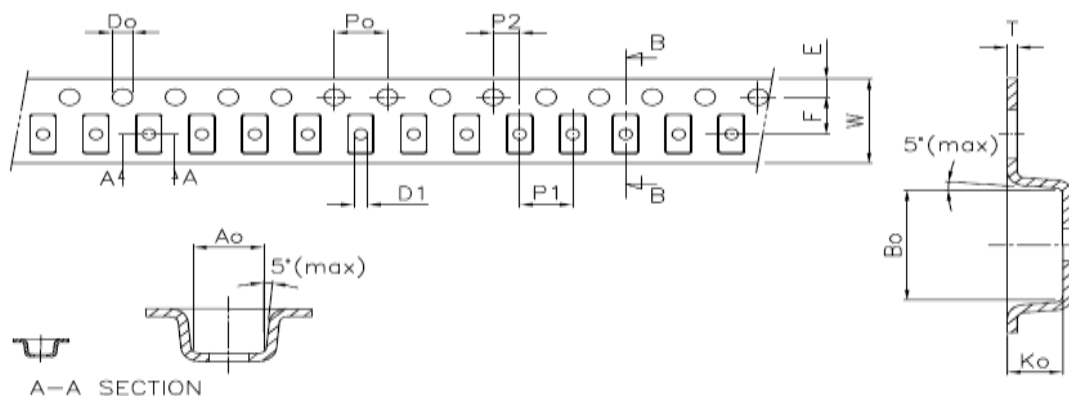 Do
Po
P2
B
T
E
F
W
A
A
D1
P1
B
5°(max)
Bo
Ao
5°(max)
Ko
A-A SECTION